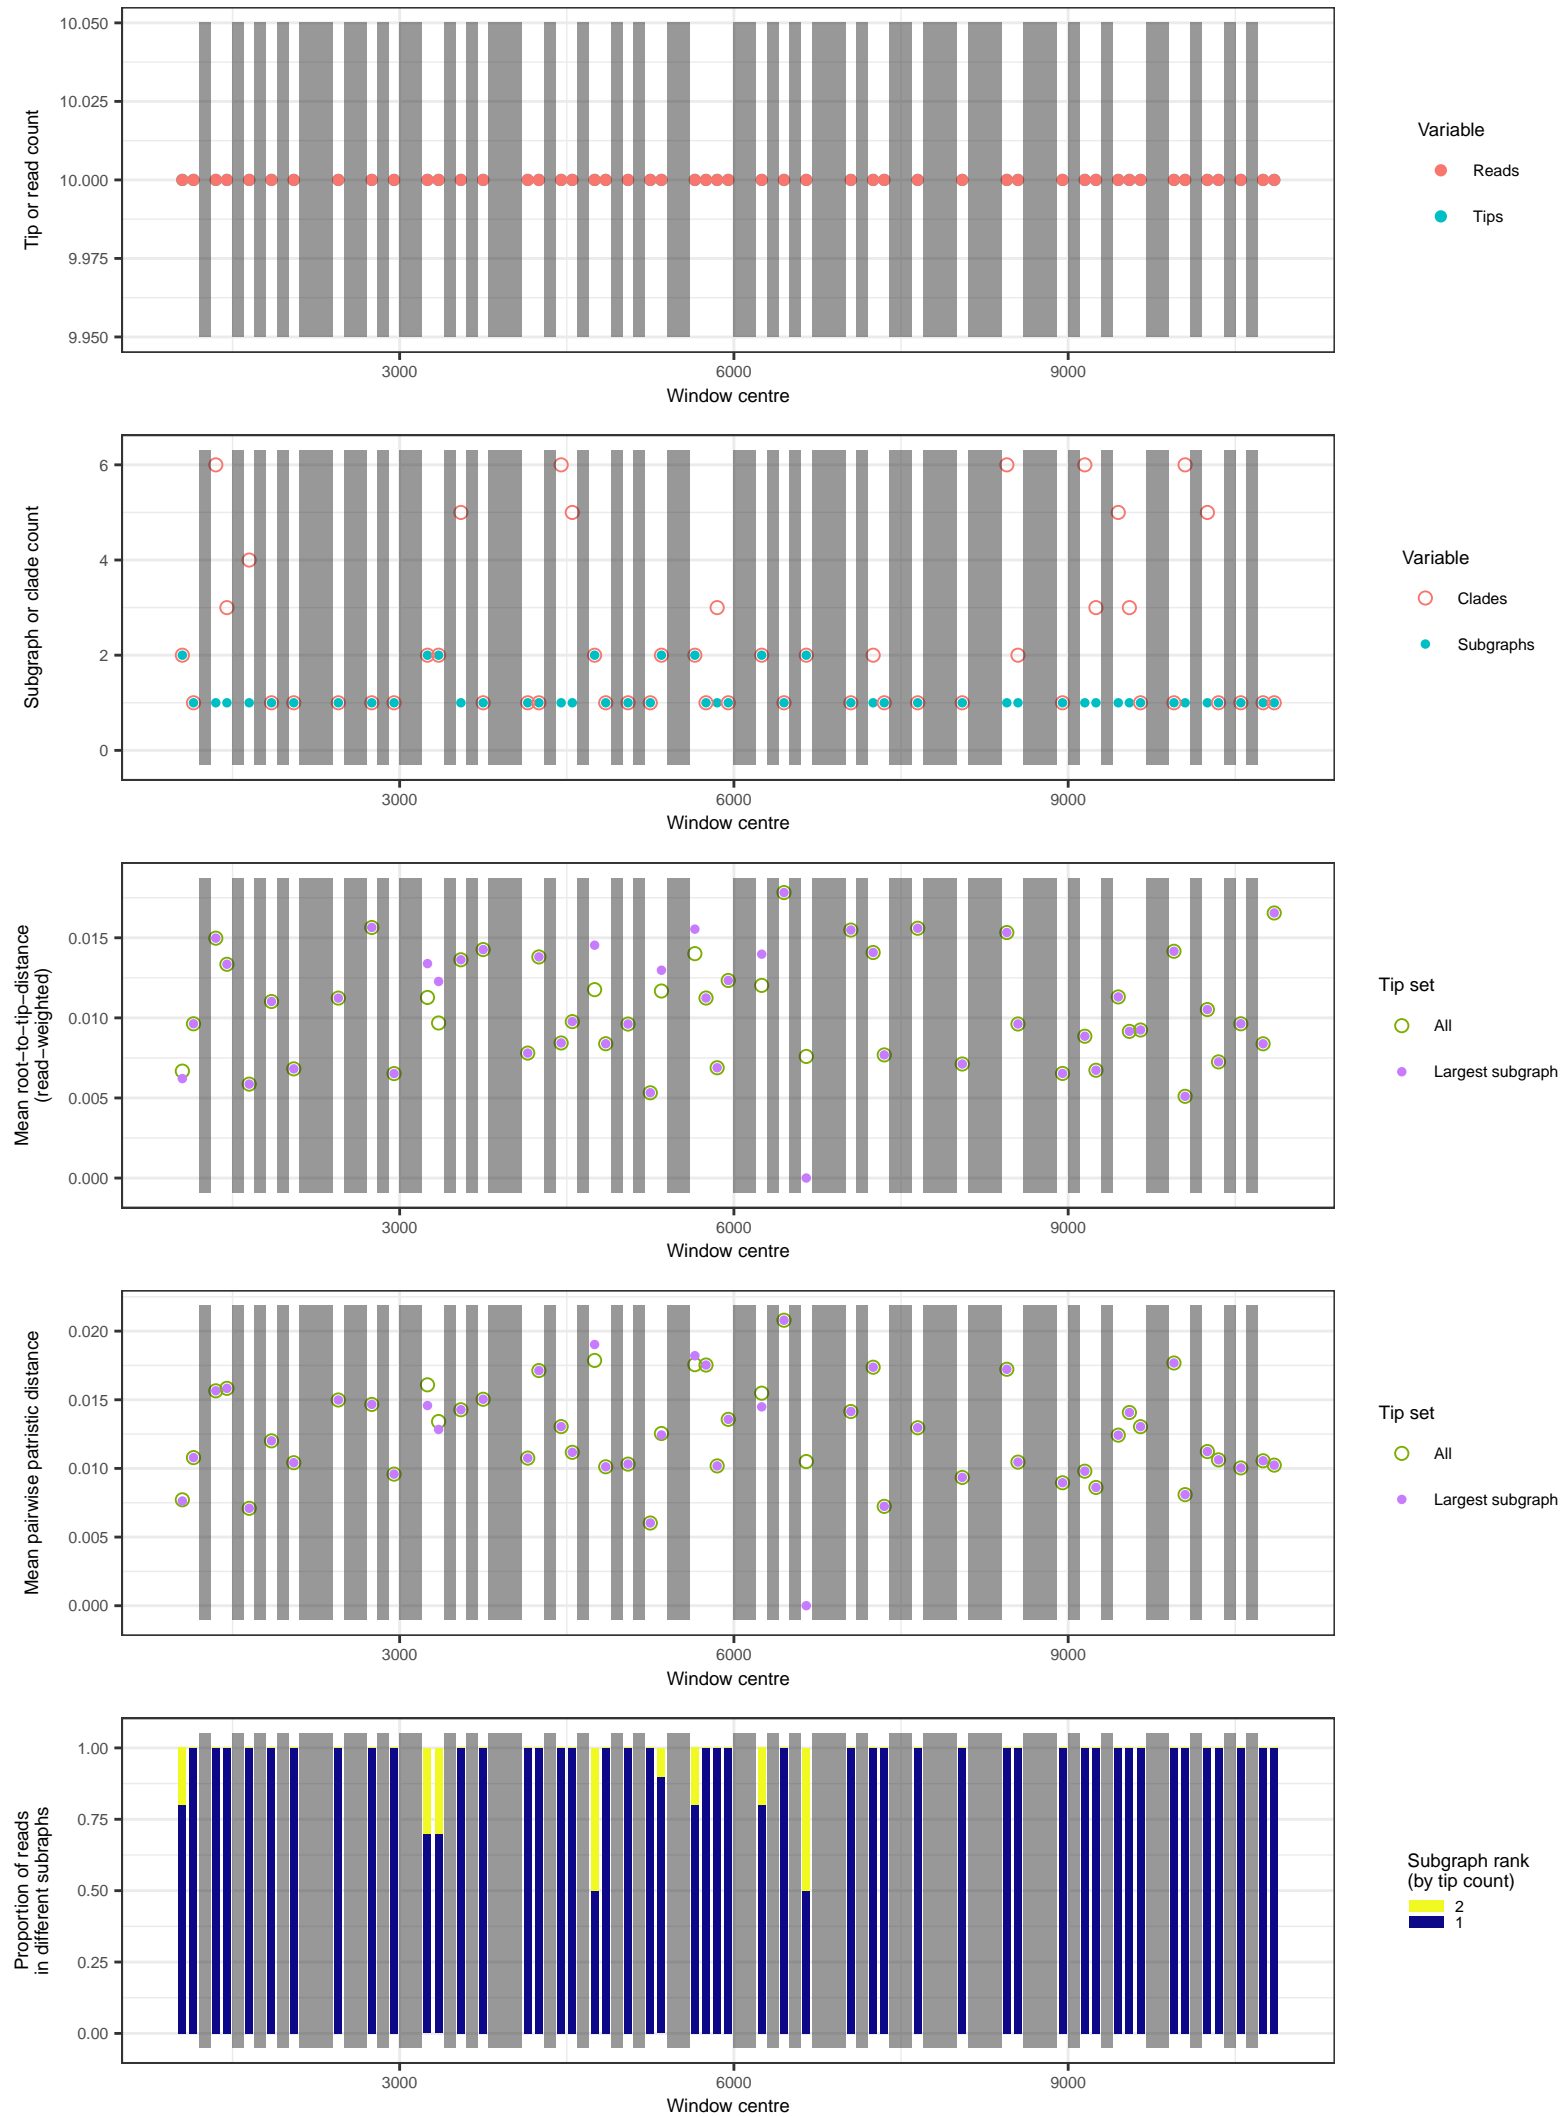 10.050
10.025
10.000
9.975
9.950
Tip or read count
3000 6000 9000
Window centre
Variable
Reads
Tips
6
4
2
0
Subgraph or clade count
3000 6000 9000
Window centre
Variable
Clades
Subgraphs
0.015
0.010
0.005
0.000
Mean root−to−tip−distance
(read−weighted)
3000 6000 9000
Window centre
Tip set
All
Largest subgraph
0.020
0.015
0.010
0.005
0.000
Mean pairwise patristic distance
3000 6000 9000
Window centre
Tip set
All
Largest subgraph
1.00
0.75
0.50
0.25
0.00
Proportion of reads
in different subraphs
3000 6000 9000
Window centre
Subgraph rank
(by tip count)
2
1